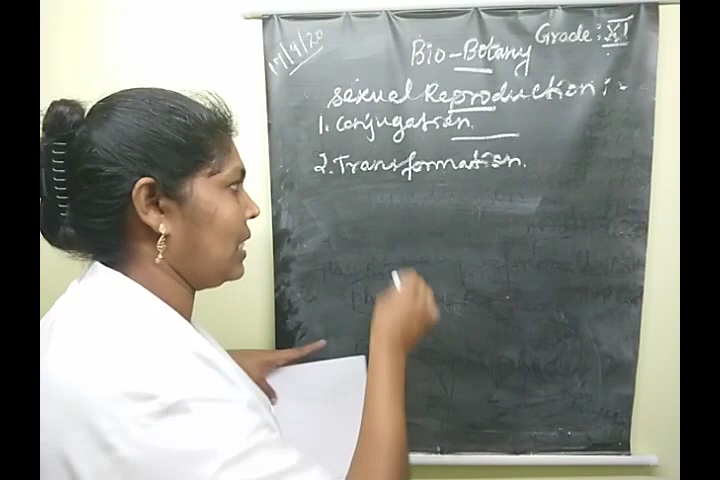 17/9/20
Bio-Botany
Grade: XI
Sexual Reproduction:-
1. Conjugation.
2. Transformation.